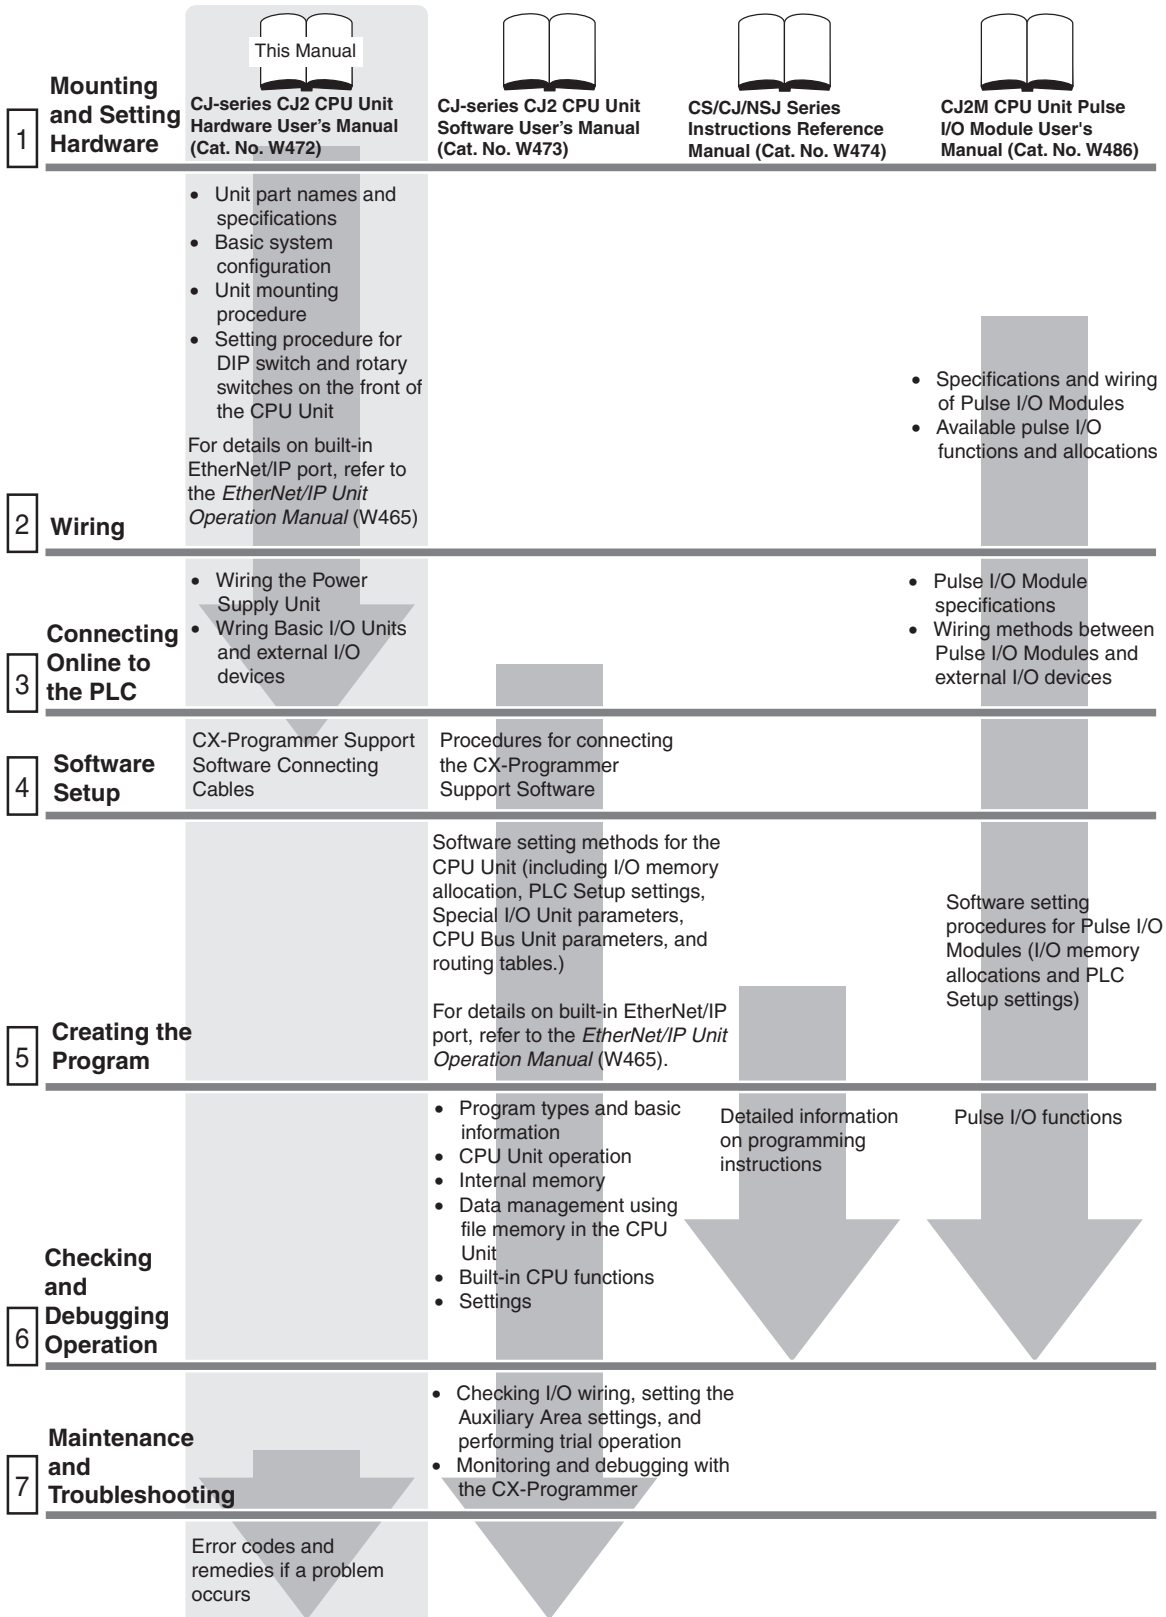 This Manual
1
Mounting
and Setting
Hardware
CJ-series CJ2 CPU Unit
Hardware User's Manual
(Cat. No. W472)
CJ-series CJ2 CPU Unit
Software User's Manual
(Cat. No. W473)
CS/CJ/NSJ Series
Instructions Reference
Manual (Cat. No. W474)
CJ2M CPU Unit Pulse
I/O Module User's
Manual (Cat. No. W486)
• Unit part names and
specifications
• Basic system
configuration
• Unit mounting
procedure
• Setting procedure for
DIP switch and rotary
switches on the front of
the CPU Unit
For details on built-in
EtherNet/IP port, refer to
the EtherNet/IP Unit
Operation Manual (W465)
• Specifications and wiring
of Pulse I/O Modules
• Available pulse I/O
functions and allocations
2
Wiring
• Wiring the Power
Supply Unit
• Wring Basic I/O Units
and external I/O
devices
• Pulse I/O Module
specifications
• Wiring methods between
Pulse I/O Modules and
external I/O devices
3
Connecting
Online to
the PLC
CX-Programmer Support
Software Connecting
Cables
Procedures for connecting
the CX-Programmer
Support Software
4
Software
Setup
Software setting methods for the
CPU Unit (including I/O memory
allocation, PLC Setup settings,
Special I/O Unit parameters,
CPU Bus Unit parameters, and
routing tables.)
For details on built-in EtherNet/IP
port, refer to the EtherNet/IP Unit
Operation Manual (W465).
Software setting
procedures for Pulse I/O
Modules (I/O memory
allocations and PLC
Setup settings)
5
Creating the
Program
• Program types and basic
information
• CPU Unit operation
• Internal memory
• Data management using
file memory in the CPU
Unit
• Built-in CPU functions
• Settings
Detailed information
on programming
instructions
Pulse I/O functions
6
Checking
and
Debugging
Operation
• Checking I/O wiring, setting the
Auxiliary Area settings, and
performing trial operation
• Monitoring and debugging with
the CX-Programmer
7
Maintenance
and
Troubleshooting
Error codes and
remedies if a problem
occurs